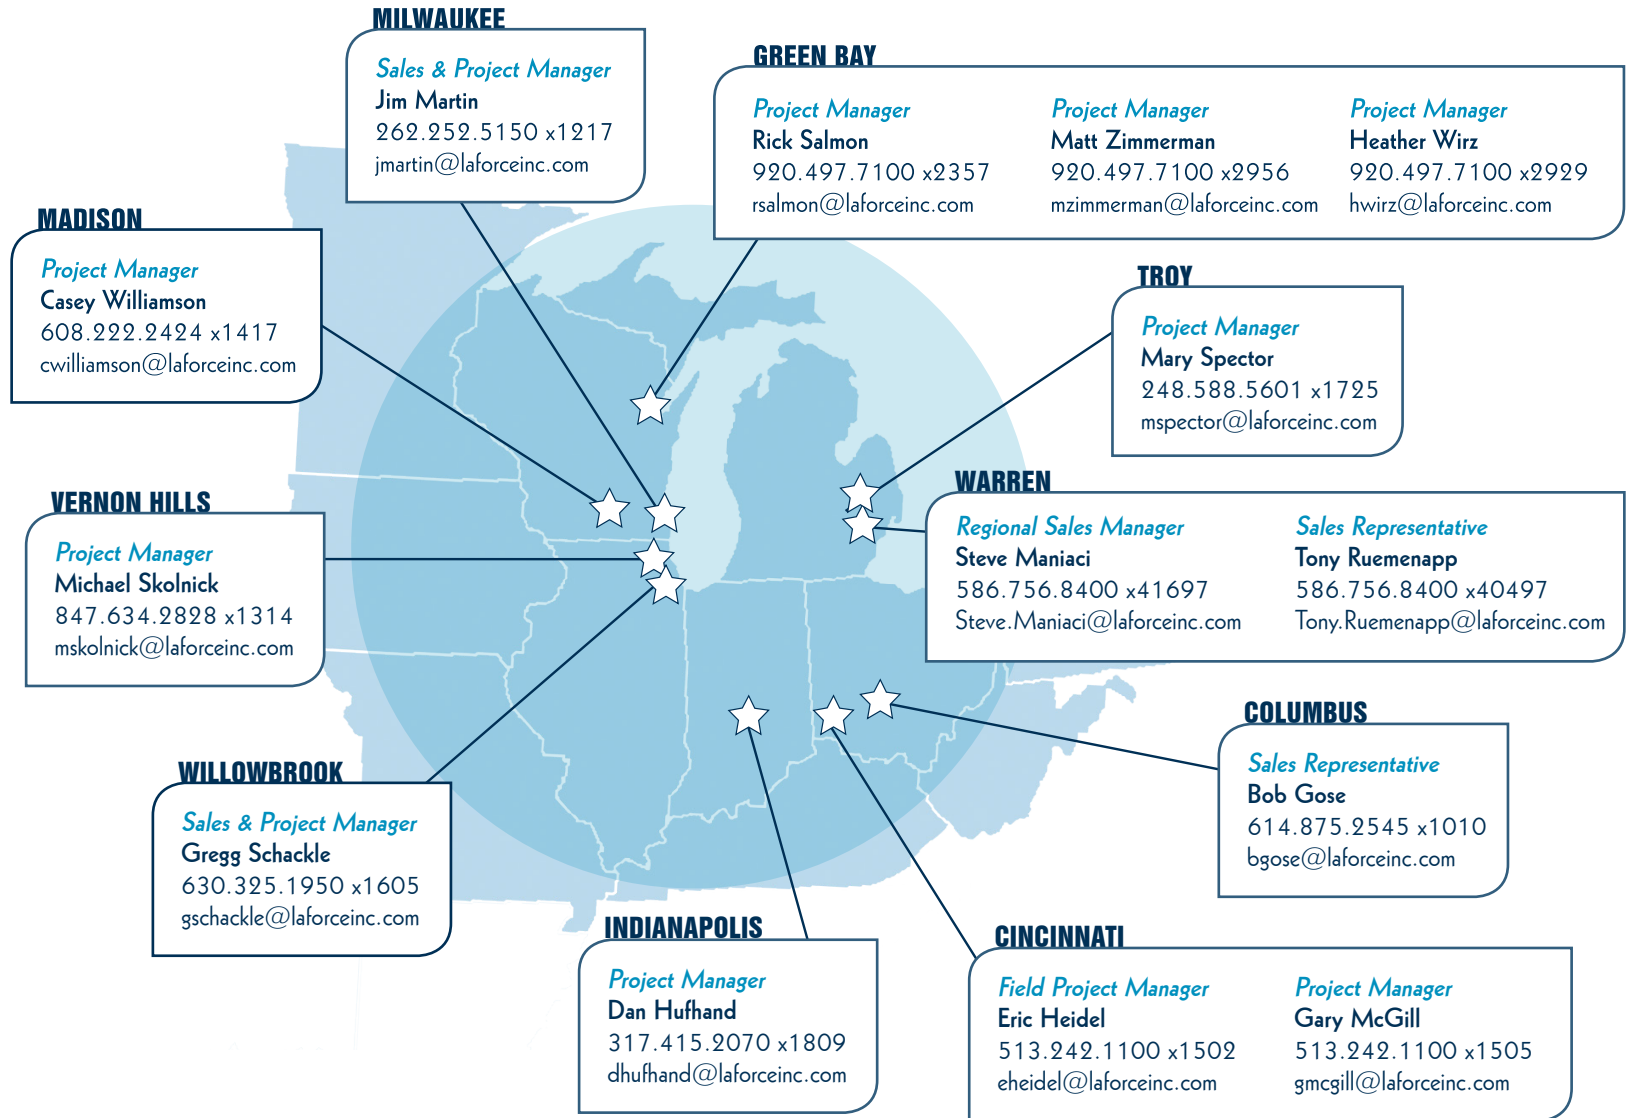 MILWAUKEE
Sales & Project Manager
Jim Martin
262.252.5150 x1217
jmartin@laforceinc.com
GREEN BAY
Project Manager
Rick Salmon
920.497.7100 x2357
rsalmon@laforceinc.com
Project Manager
Matt Zimmerman
920.497.7100 x2956
mzimmerman@laforceinc.com
Project Manager
Heather Wirz
920.497.7100 x2929
hwirz@laforceinc.com
MADISON
Project Manager
Casey Williamson
608.222.2424 x1417
cwilliamson@laforceinc.com
TROY
Project Manager
Mary Spector
248.588.5601 x1725
mspector@laforceinc.com
VERNON HILLS
Project Manager
Michael Skolnick
847.634.2828 x1314
mskolnick@laforceinc.com
WARREN
Regional Sales Manager
Steve Maniaci
586.756.8400 x41697
Steve.Maniaci@laforceinc.com
Sales Representative
Tony Ruemenapp
586.756.8400 x40497
Tony.Ruemenapp@laforceinc.com
COLUMBUS
Sales Representative
Bob Gose
614.875.2545 x1010
bgose@laforceinc.com
WILLOWBROOK
Sales & Project Manager
Gregg Schackle
630.325.1950 x1605
gschackle@laforceinc.com
INDIANAPOLIS
Project Manager
Dan Hufhand
317.415.2070 x1809
dhufhand@laforceinc.com
CINCINNATI
Field Project Manager
Eric Heidel
513.242.1100 x1502
eheidel@laforceinc.com
Project Manager
Gary McGill
513.242.1100 x1505
gmcgill@laforceinc.com